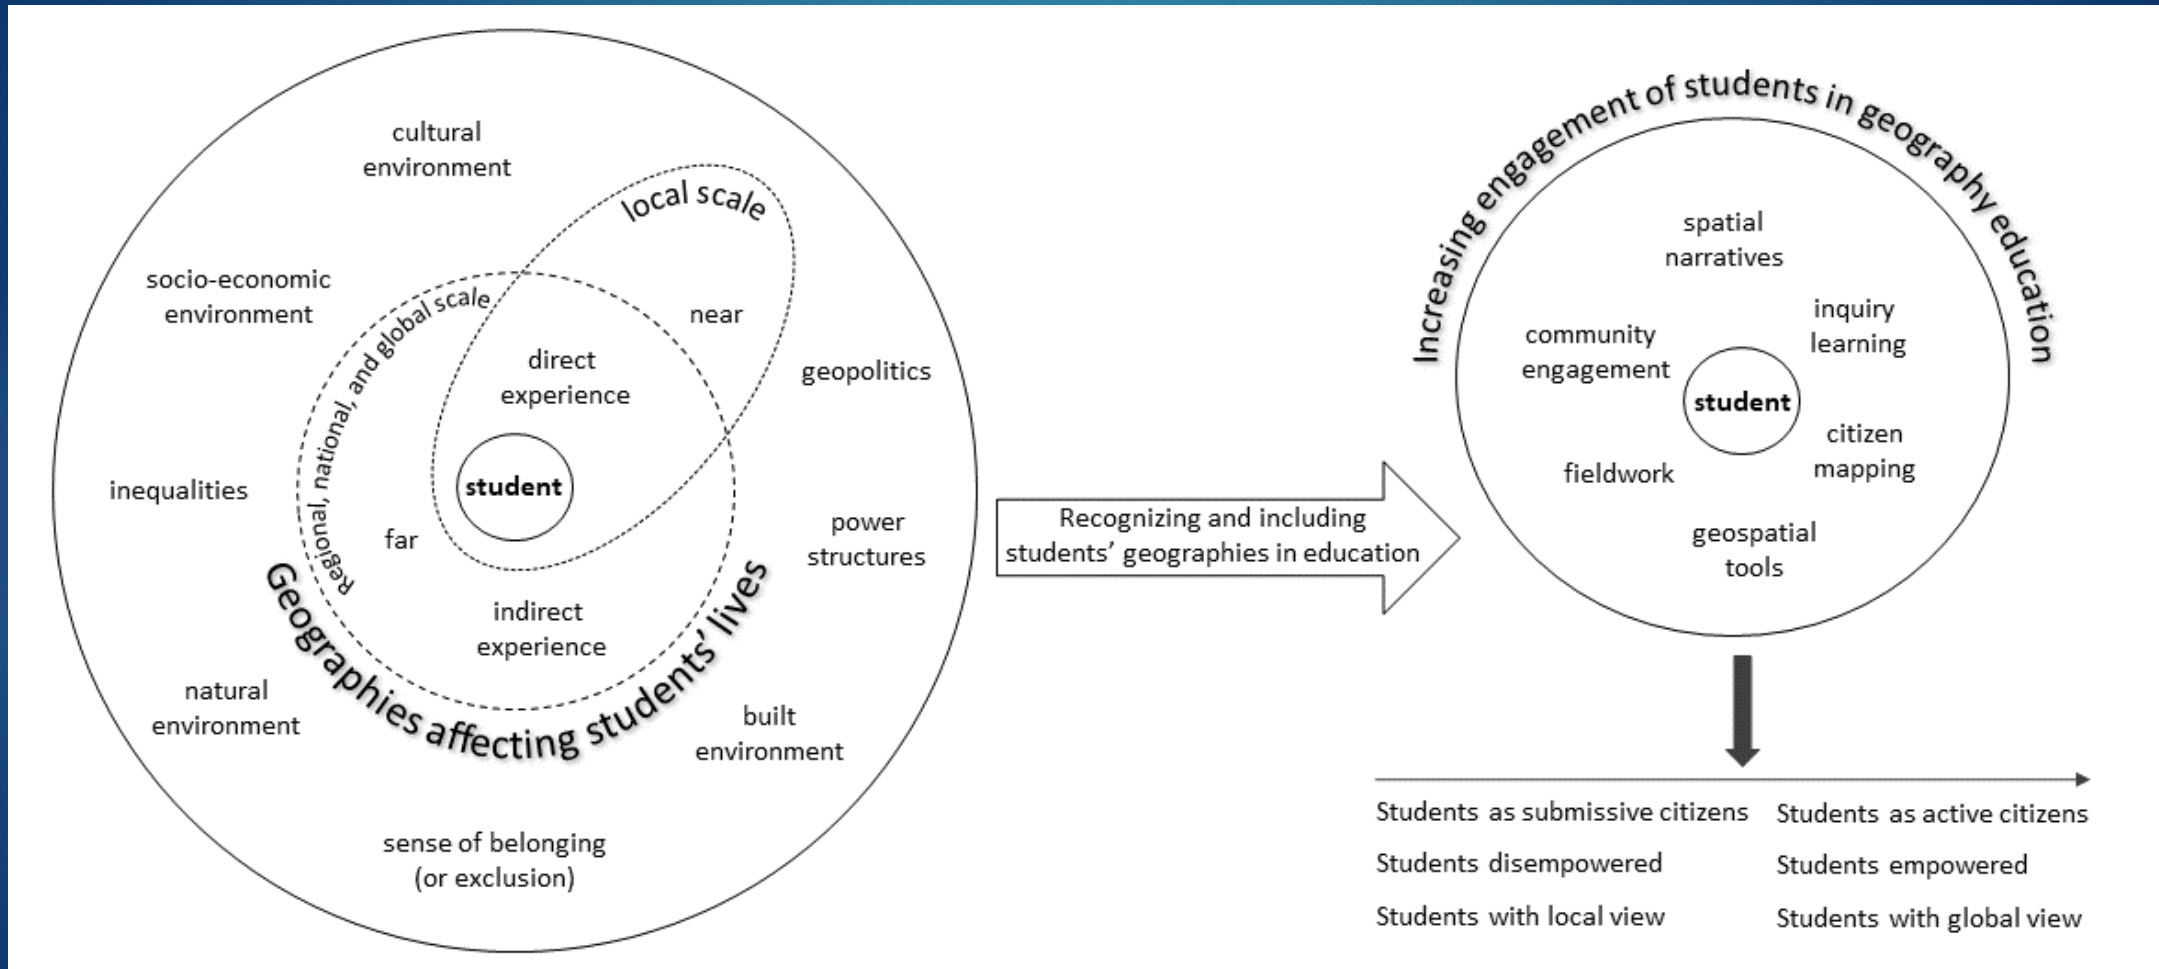 cultural
environment
local scale
socio-economic
environment
Regional, national, and global scale
near
direct
experience
geopolitics
student
inequalities
far
power
structures
indirect
experience
Geographies affecting students' lives
natural
environment
built
environment
sense of belonging
(or exclusion)
Recognizing and including
students' geographies in education
Increasing engagement of students in geography education
spatial
narratives
inquiry
learning
community
engagement
student
citizen
mapping
fieldwork
geospatial
tools
Students as submissive citizens
Students as active citizens
Students disempowered
Students empowered
Students with local view
Students with global view